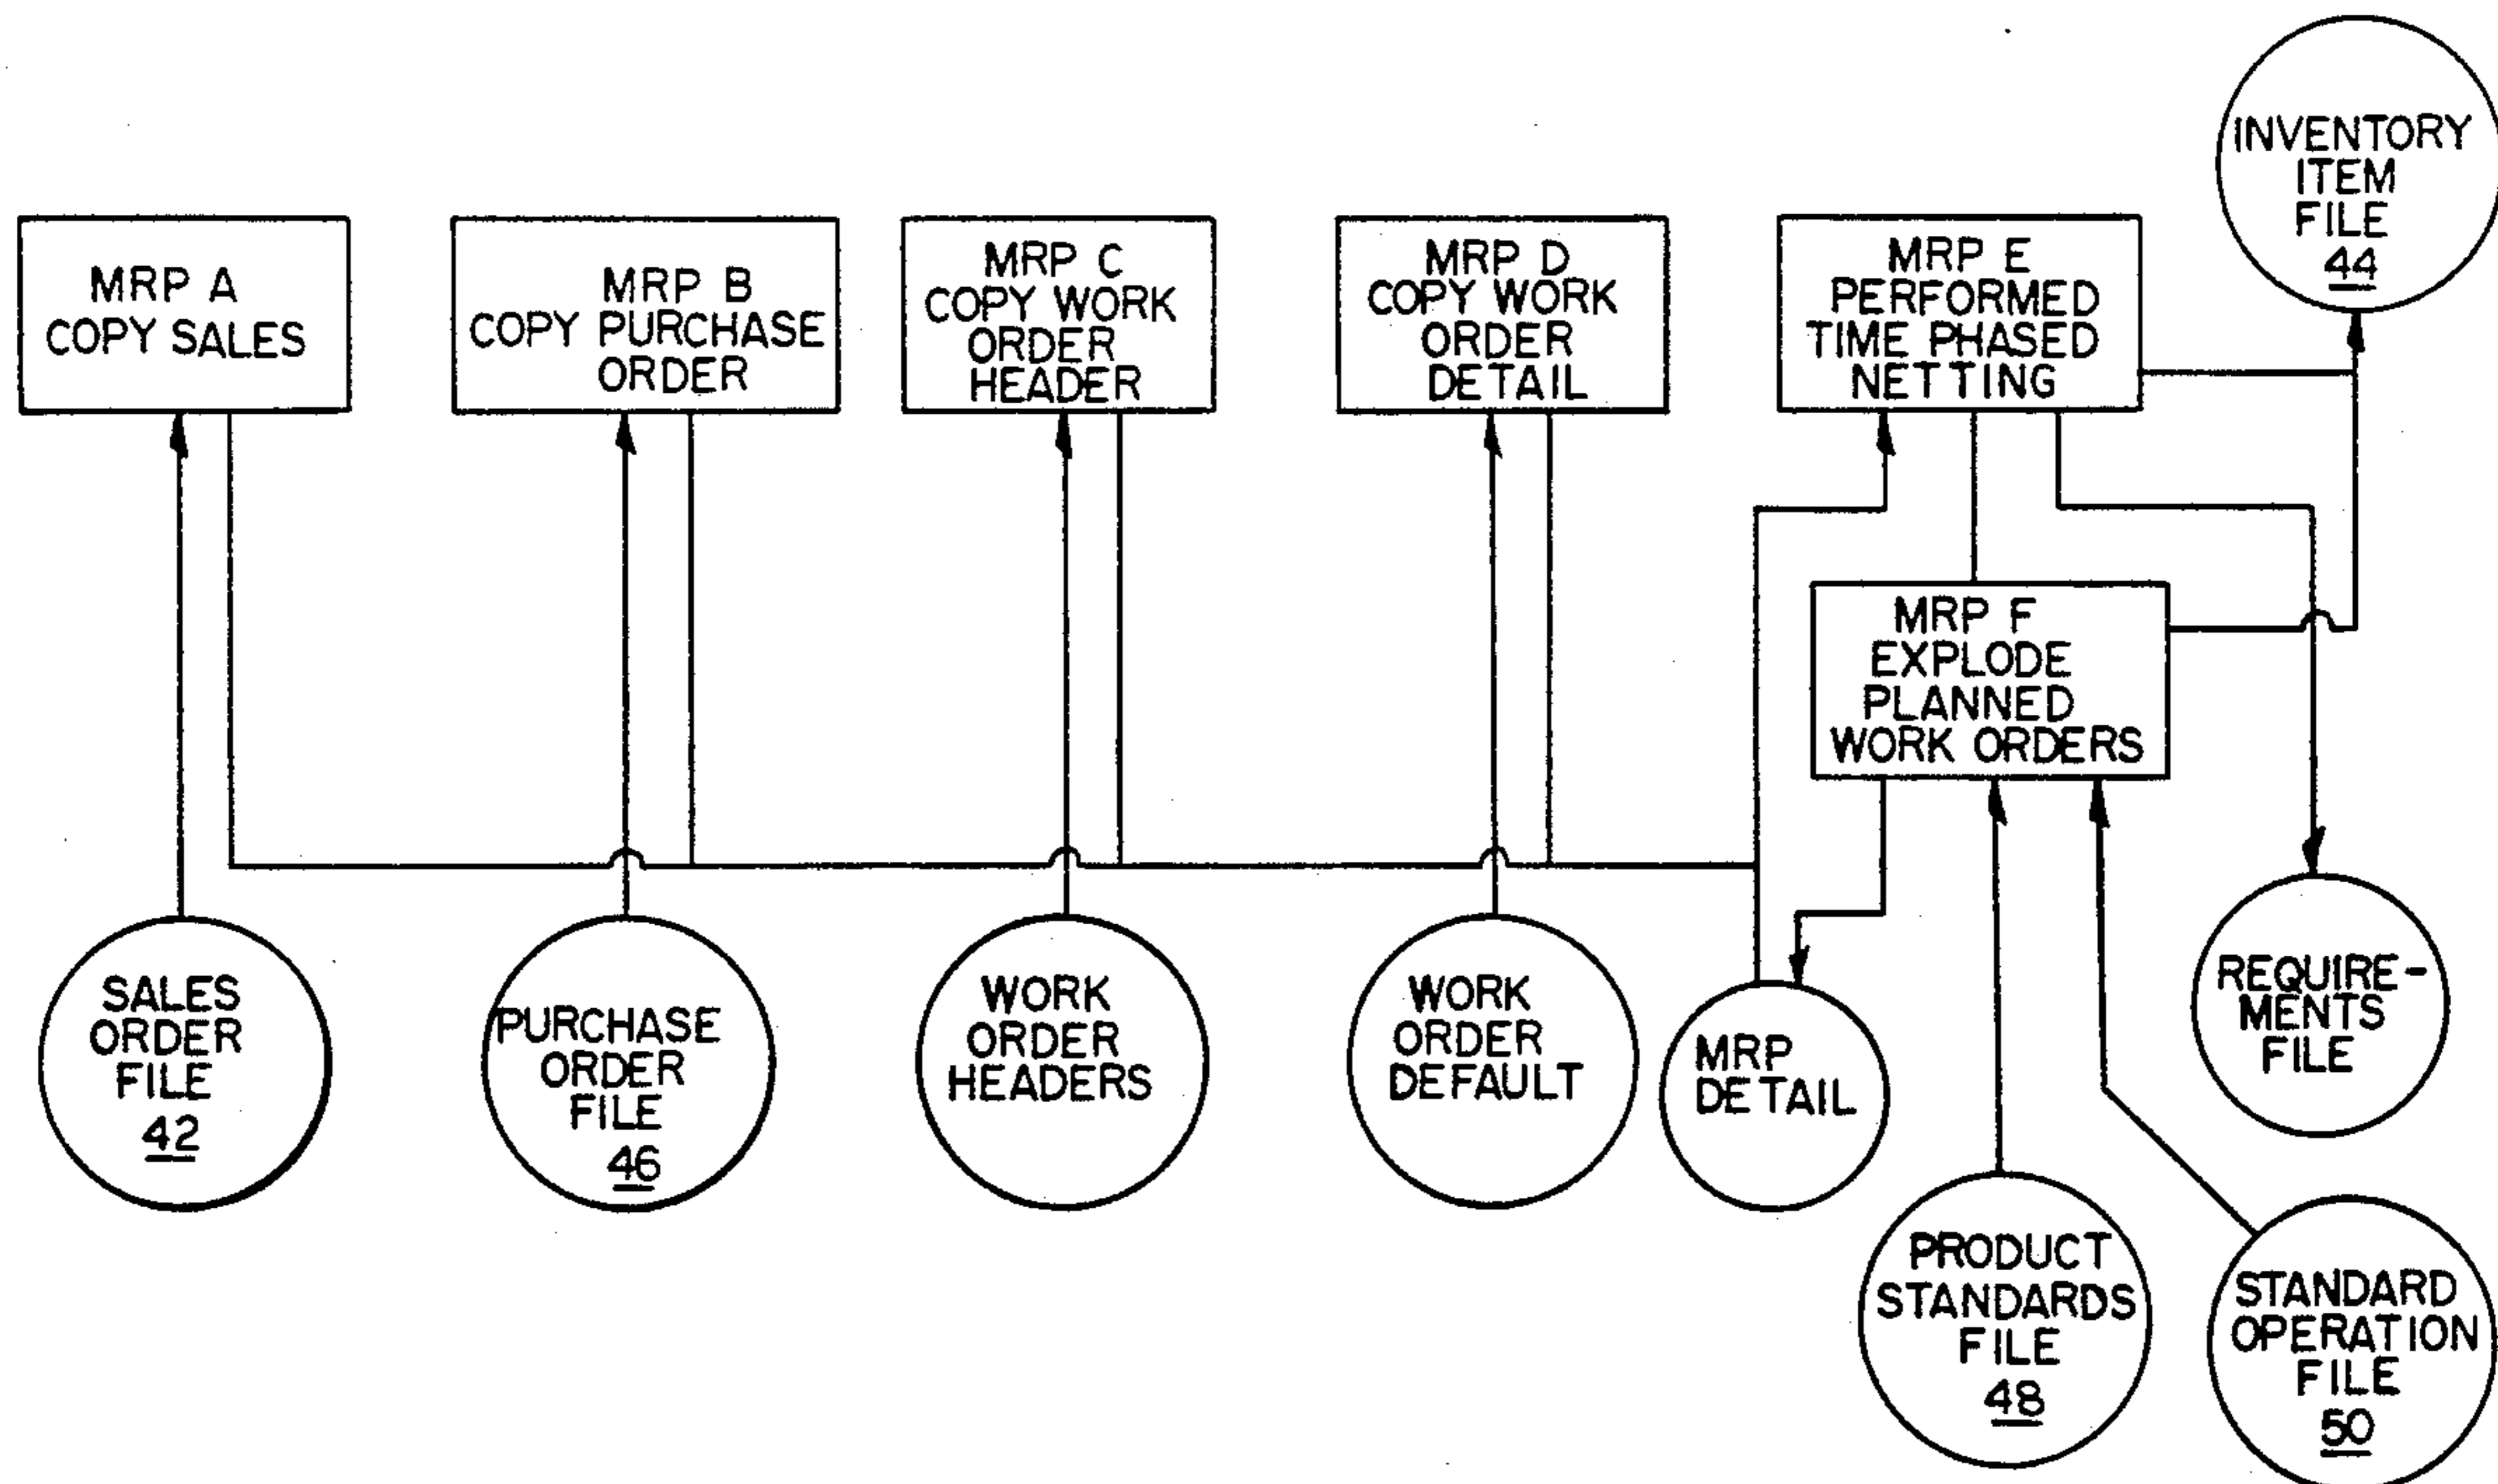 MRP A
COPY SALES
MRP B
COPY PURCHASE
ORDER
MRP C
COPY WORK
ORDER
HEADER
MRP D
COPY WORK
ORDER
DETAIL
MRP E
PERFORMED
TIME PHASED
NETTING
INVENTORY
ITEM
FILE
44
MRP F
EXPLODE
PLANNED
WORK ORDERS
SALES
ORDER
FILE
42
PURCHASE
ORDER
FILE
46
WORK
ORDER
HEADERS
WORK
ORDER
DEFAULT
MRP
DETAIL
REQUIRE-
MENTS
FILE
PRODUCT
STANDARDS
FILE
48
STANDARD
OPERATION
FILE
50